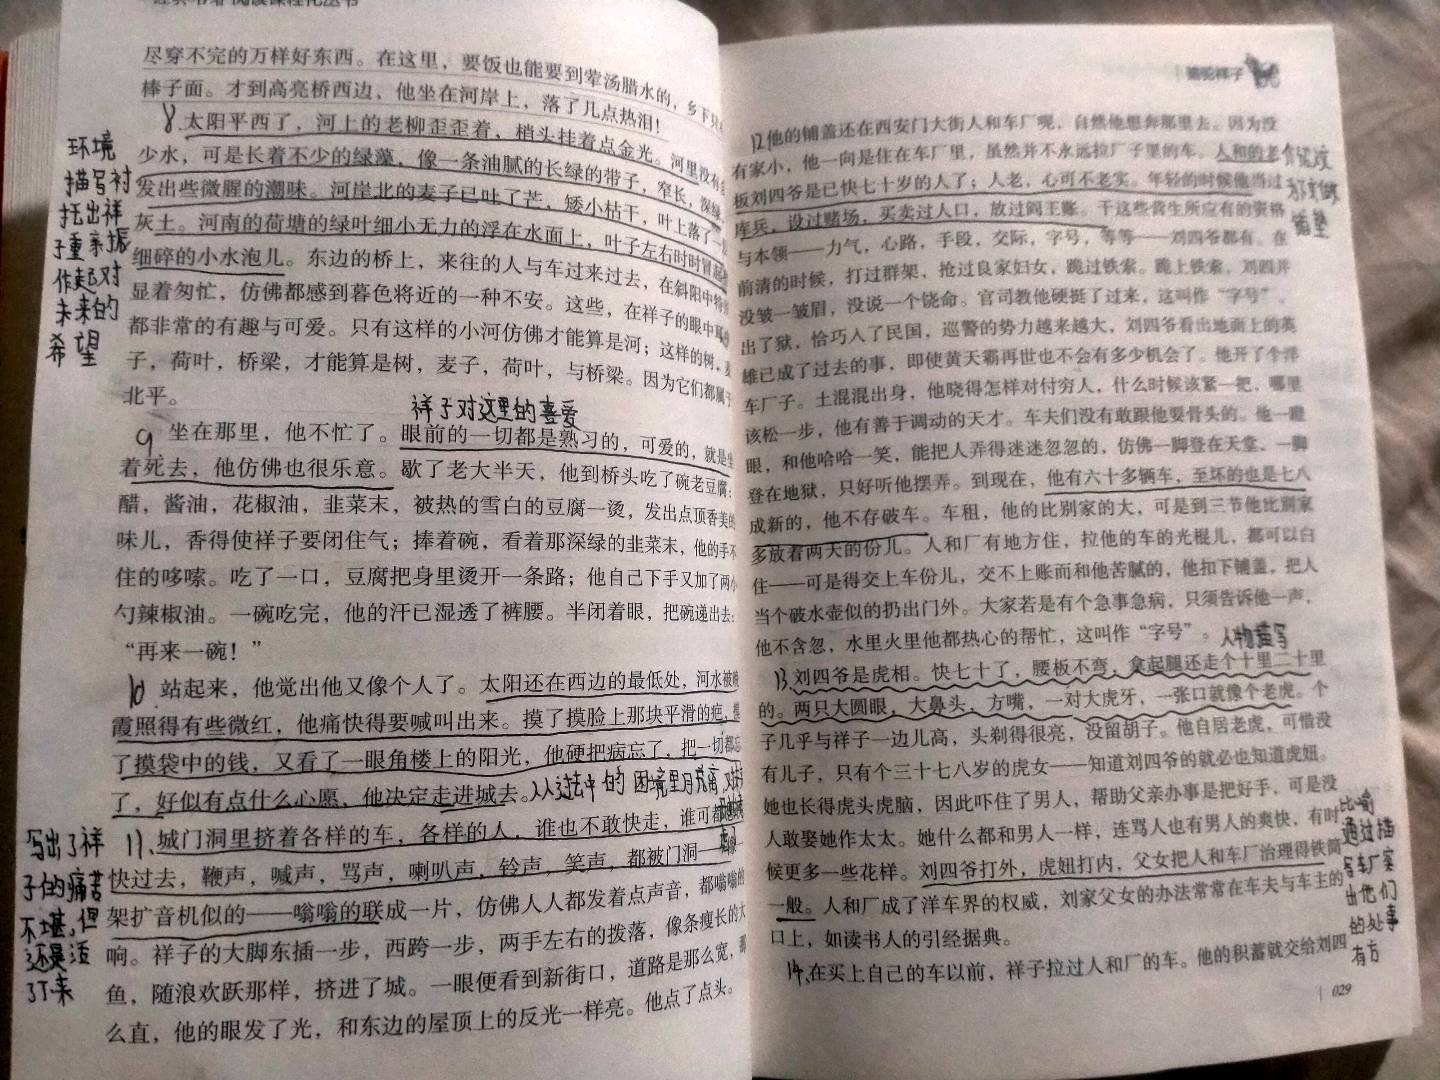 经典名著 阅读课程化丛书
尽穿不完的万样好东西。在这里，要饭也能要到荤汤腊水的，乡下只
棒子面。才到高亮桥西边，他坐在河岸上，落了几点热泪！
8.太阳平西了，河上的老柳歪歪着，梢头挂着点金光。河里没有
少水，可是长着不少的绿藻，像一条油腻的长绿的带子，窄长，深绿，
发出些微腥的潮味。河岸北的麦子已吐了芒，矮小枯干，叶上落了一
灰土。河南的荷塘的绿叶细小无力的浮在水面上，叶子左右时时冒起
细碎的小水泡儿。东边的桥上，来往的人与车过来过去，在斜阳中特
显着匆忙，仿佛都感到暮色将近的一种不安。这些，在祥子的眼中耳
都非常的有趣与可爱。只有这样的小河仿佛才能算是河；这样的树，麦
子，荷叶，桥梁，才能算是树，麦子，荷叶，与桥梁。因为它们都属于
北平。
环境
描写衬
托出祥
子重亲振
作起对
未来的
希望
祥子对这里的喜爱
9.坐在那里，他不忙了。眼前的一切都是熟习的，可爱的，就是坐
着死去，他仿佛也很乐意。歇了老大半天，他到桥头吃了碗老豆腐：
醋，酱油，花椒油，韭菜末，被热的雪白的豆腐一烫，发出点顶香美的
味儿，香得使祥子要闭住气；捧着碗，看着那深绿的韭菜末，他的手不
住的哆嗦。吃了一口，豆腐把身里烫开一条路；他自己下手又加了两小
勺辣椒油。一碗吃完，他的汗已湿透了裤腰。半闭着眼，把碗递出去：
“再来一碗！”
10 站起来，他觉出他又像个人了。太阳还在西边的最低处，河水被晚
霞照得有些微红，他痛快得要喊叫出来。摸了摸脸上那块平滑的疤，摸
了摸袋中的钱，又看了一眼角楼上的阳光，他硬把病忘了，把一切都忘
了，好似有点什么心愿，他决定走进城去。
从过去中的困境里月兑离
11、城门洞里挤着各样的车，各样的人，谁也不敢快走，谁可都
快过去，鞭声，喊声，骂声，喇叭声，铃声，笑声，都被门洞
架扩音机似的——嗡嗡的联成一片，仿佛人人都发着点声音，都嗡嗡的
响。祥子的大脚东插一步，西跨一步，两手左右的拨落，像条瘦长的大
鱼，随浪欢跃那样，挤进了城。一眼便看到新街口，道路是那么宽，那
么直，他的眼发了光，和东边的屋顶上的反光一样亮。他点了点头。
写出了祥
子的痛苦
不堪，但
还是活
了下来
骆驼祥子
12他的铺盖还在西安门大街人和车厂呢，自然他想奔那里去。因为没
有家小，他一向是住在车厂里，虽然并不永远拉厂子里的车。人和的老
板刘四爷是已快七十岁的人了；人老，心可不老实。年轻的时候他当过
库兵，设过赌场，买卖过人口，放过阎王账。干这些营生所应有的资格
与本领——力气，心路，手段，交际，字号，等等——刘四爷都有。在
前清的时候，打过群架，抢过良家妇女，跪过铁索。跪上铁索，刘四并
没皱一皱眉，没说一个饶命。官司教他硬挺了过来，这叫作“字号”。
出了狱，恰巧入了民国，巡警的势力越来越大，刘四爷看出地面上的英
雄已成了过去的事，即使黄天霸再世也不会有多少机会了。他开了个洋
车厂子。土混混出身，他晓得怎样对付穷人，什么时候该紧一把，哪里
该松一步，他有善于调动的天才。车夫们没有敢跟他耍骨头的。他一瞪
眼，和他哈哈一笑，能把人弄得迷迷忽忽的，仿佛一脚登在天堂，一脚
登在地狱，只好听他摆弄。到现在，他有六十多辆车，至坏的也是七八
成新的，他不存破车。车租，他的比别家的大，可是到三节他比别家
多放着两天的份儿。人和厂有地方住，拉他的车的光棍儿，都可以白
住——可是得交上车份儿，交不上账而和他苦腻的，他扣下铺盖，把人
当个破水壶似的扔出门外。大家若是有个急事急病，只须告诉他一声，
他不含忽，水里火里他都热心的帮忙，这叫作“字号”。
人物描写
13.刘四爷是虎相。快七十了，腰板不弯，拿起腿还走个十里二十里
的。两只大圆眼，大鼻头，方嘴，一对大虎牙，一张口就像个老虎。个
子几乎与祥子一边儿高，头剃得很亮，没留胡子。他自居老虎，可惜没
有儿子，只有个三十七八岁的虎女——知道刘四爷的就必也知道虎妞。
她也长得虎头虎脑，因此吓住了男人，帮助父亲办事是把好手，可是没
人敢娶她作太太。她什么都和男人一样，连骂人也有男人的爽快，有时
候更多一些花样。刘四爷打外，虎妞打内，父女把人和车厂治理得铁筒
一般。人和厂成了洋车界的权威，刘家父女的办法常常在车夫与车主的
口上，如读书人的引经据典。
比喻
通过描
写车厂突
出他们
的处事
有方
14、在买上自己的车以前，祥子拉过人和厂的车。他的积蓄就交给刘四
029